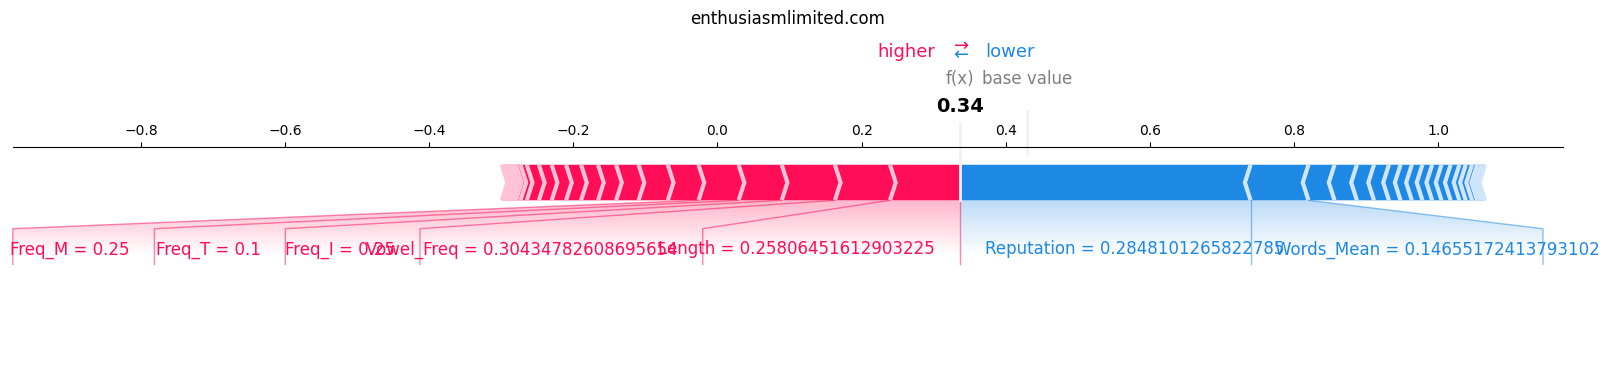 enthusiasmlimited.com
higher ⇄ lower
f(x) base value
0.34
−0.8 −0.6 −0.4 −0.2 0.0 0.2 0.4 0.6 0.8 1.0
Freq_M = 0.25 Freq_T = 0.1 Freq_I = 0.25 Vowel_Freq = 0.30434782608695654 Length = 0.25806451612903225 Reputation = 0.2848101265822785 Words_Mean = 0.14655172413793102